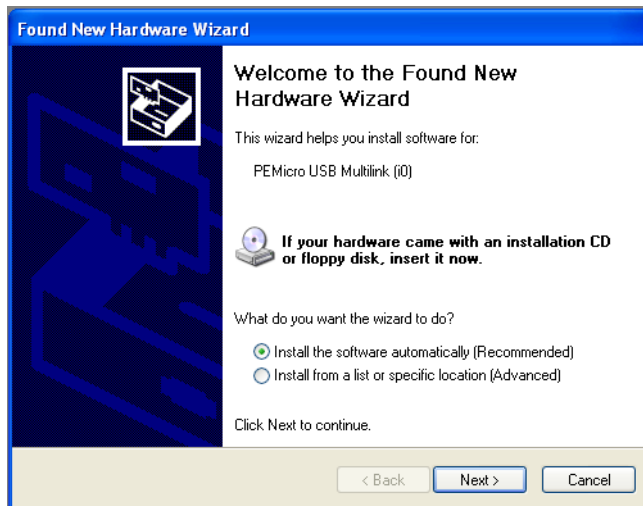 Found New Hardware Wizard
Welcome to the Found New
Hardware Wizard
This wizard helps you install software for:
PEMicro USB Multilink (i0)
If your hardware came with an installation CD
or floppy disk, insert it now.
What do you want the wizard to do?
Install the software automatically (Recommended)
Install from a list or specific location (Advanced)
Click Next to continue.
< Back Next > Cancel